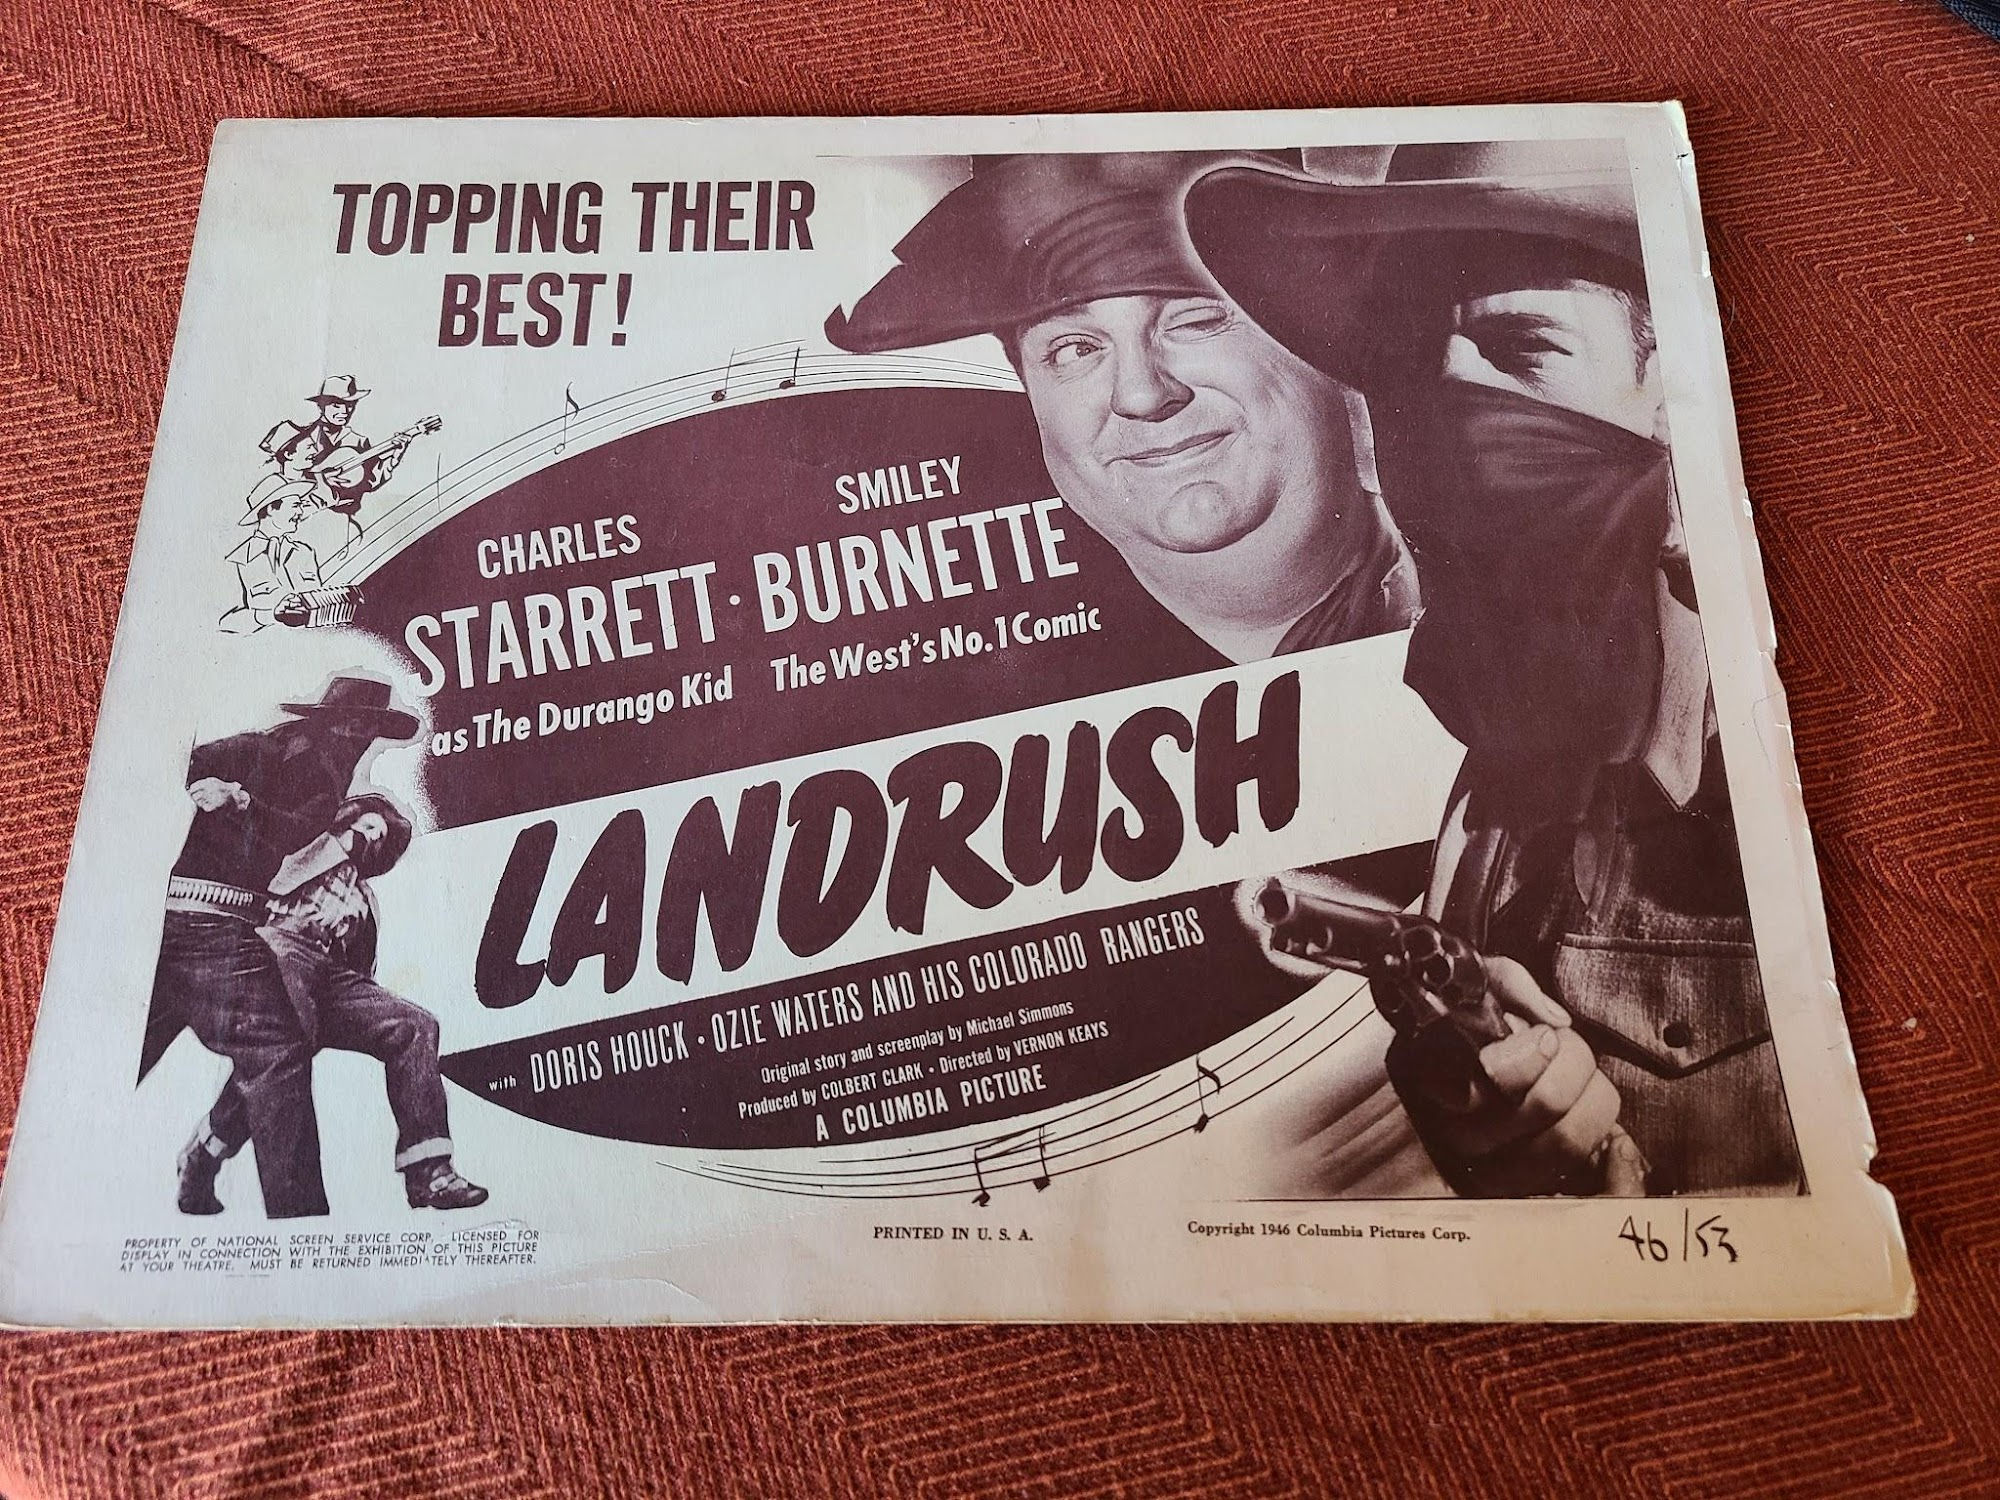 TOPPING THEIR
BEST!
CHARLES
STARRETT
as The Durango Kid
·
SMILEY
BURNETTE
The West's No. 1 Comic
LANDRUSH
with DORIS HOUCK · OZIE WATERS AND HIS COLORADO RANGERS
Original story and screenplay by Michael Simmons
Produced by COLBERT CLARK · Directed by VERNON KEAYS
A COLUMBIA PICTURE
PROPERTY OF NATIONAL SCREEN SERVICE CORP. LICENSED FOR
DISPLAY IN CONNECTION WITH THE EXHIBITION OF THIS PICTURE
AT YOUR THEATRE. MUST BE RETURNED IMMEDIATELY THEREAFTER.
PRINTED IN U. S. A.
Copyright 1946 Columbia Pictures Corp.
46/53